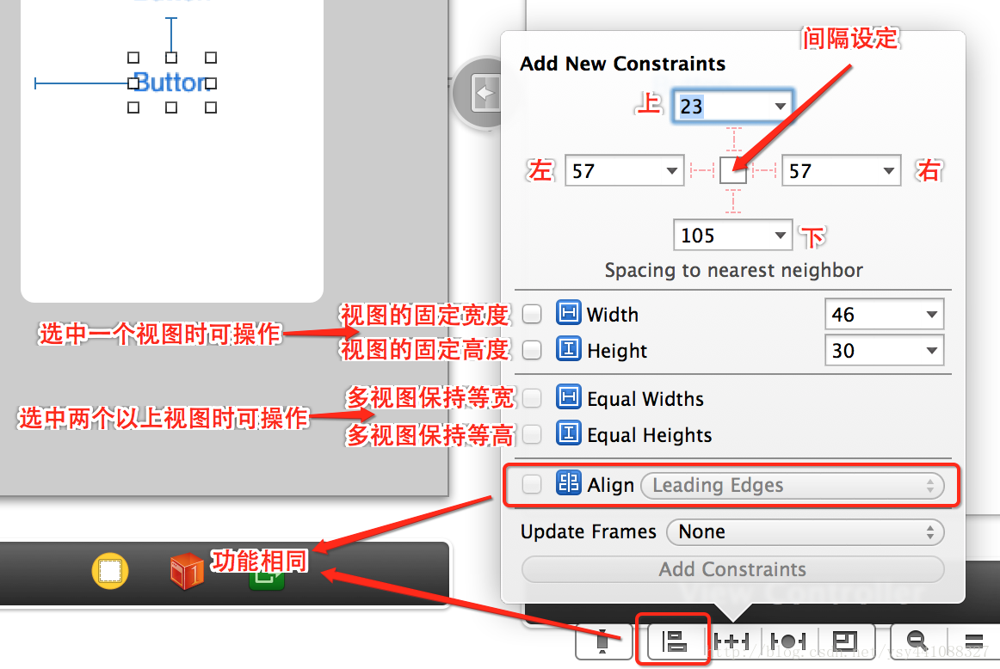 Button
Button
间隔设定
Add New Constraints
上
23
左
57
57
右
105
下
Spacing to nearest neighbor
视图的固定宽度
Width
46
选中一个视图时可操作
视图的固定高度
Height
30
多视图保持等宽
Equal Widths
选中两个以上视图时可操作
多视图保持等高
Equal Heights
Align
Leading Edges
Update Frames
None
功能相同
1
Add Constraints
View Controller
http://blog.csdn.net/ysy441088327